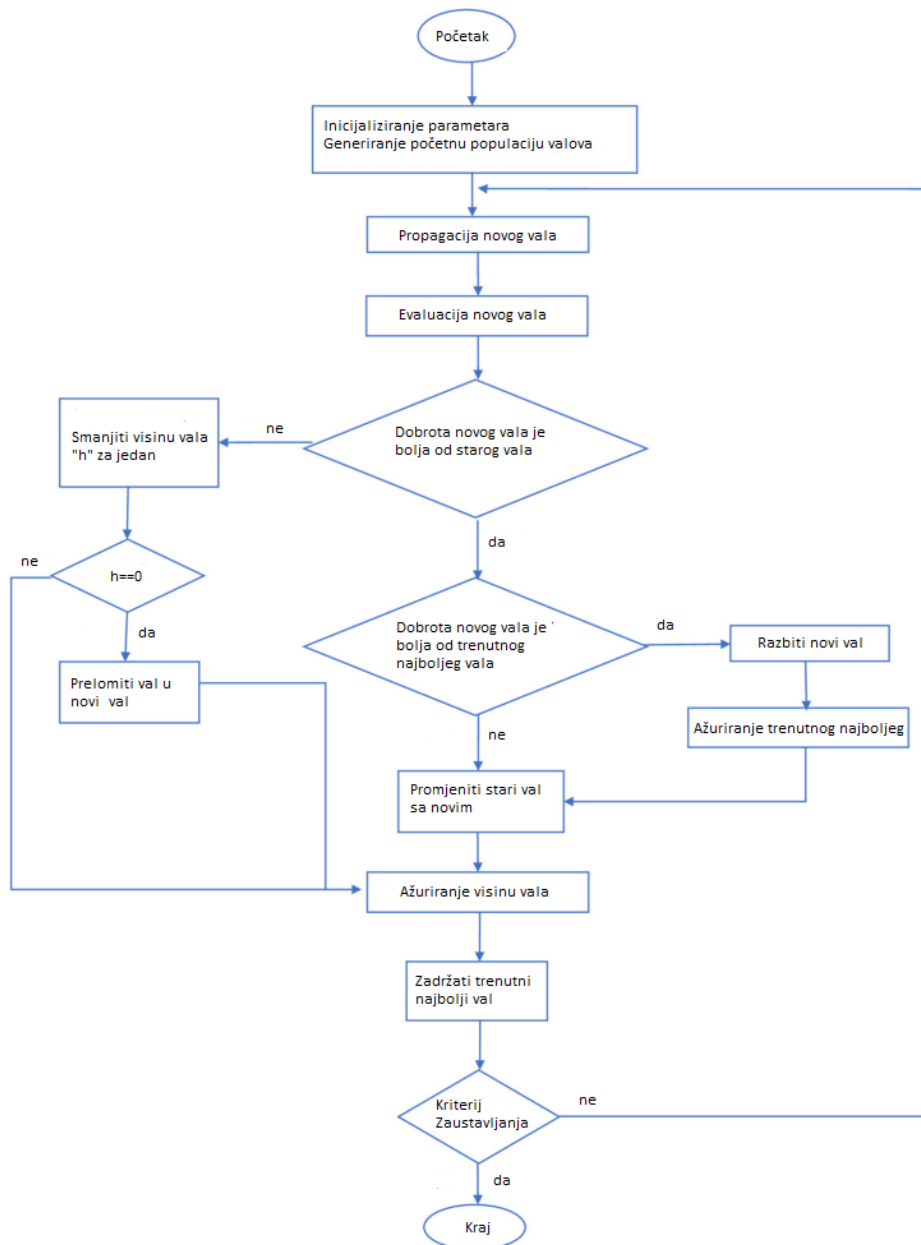 Početak
Inicijaliziranje parametara
Generiranje početnu populaciju valova
Propagacija novog vala
Evaluacija novog vala
Dobrota novog vala je
bolja od starog vala
ne
Smanjiti visinu vala
"h" za jedan
da
ne
h==0
da
Prelomiti val u
novi val
Dobrota novog vala je
bolja od trenutnog
najboljeg vala
da
Razbiti novi val
Ažuriranje trenutnog najboljeg
ne
Promjeniti stari val
sa novim
Ažuriranje visinu vala
Zadržati trenutni
najbolji val
Kriterij
Zaustavljanja
ne
da
Kraj